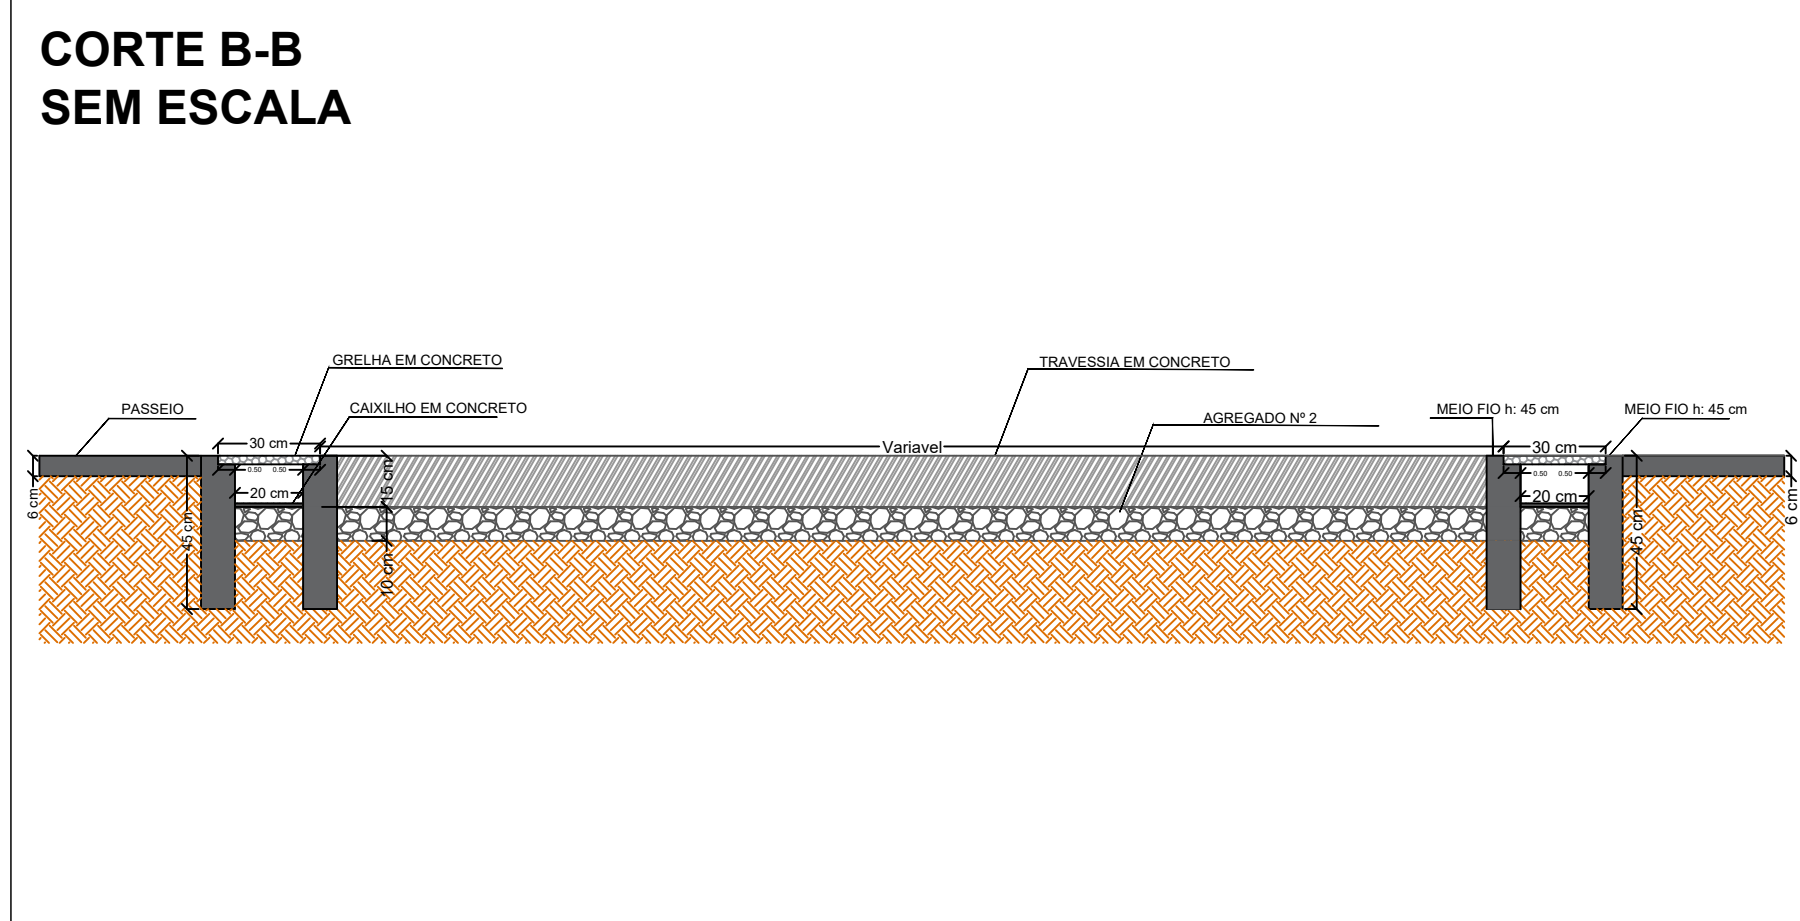 CORTE B-B
SEM ESCALA
GRELHA EM CONCRETO
TRAVESSIA EM CONCRETO
PASSEIO
CAIXILHO EM CONCRETO
AGREGADO Nº 2
MEIO FIO h: 45 cm
MEIO FIO h: 45 cm
30 cm
Variavel
30 cm
0.50
0.50
0.50
0.50
20 cm
15 cm
20 cm
6 cm
6 cm
45 cm
45 cm
10 cm